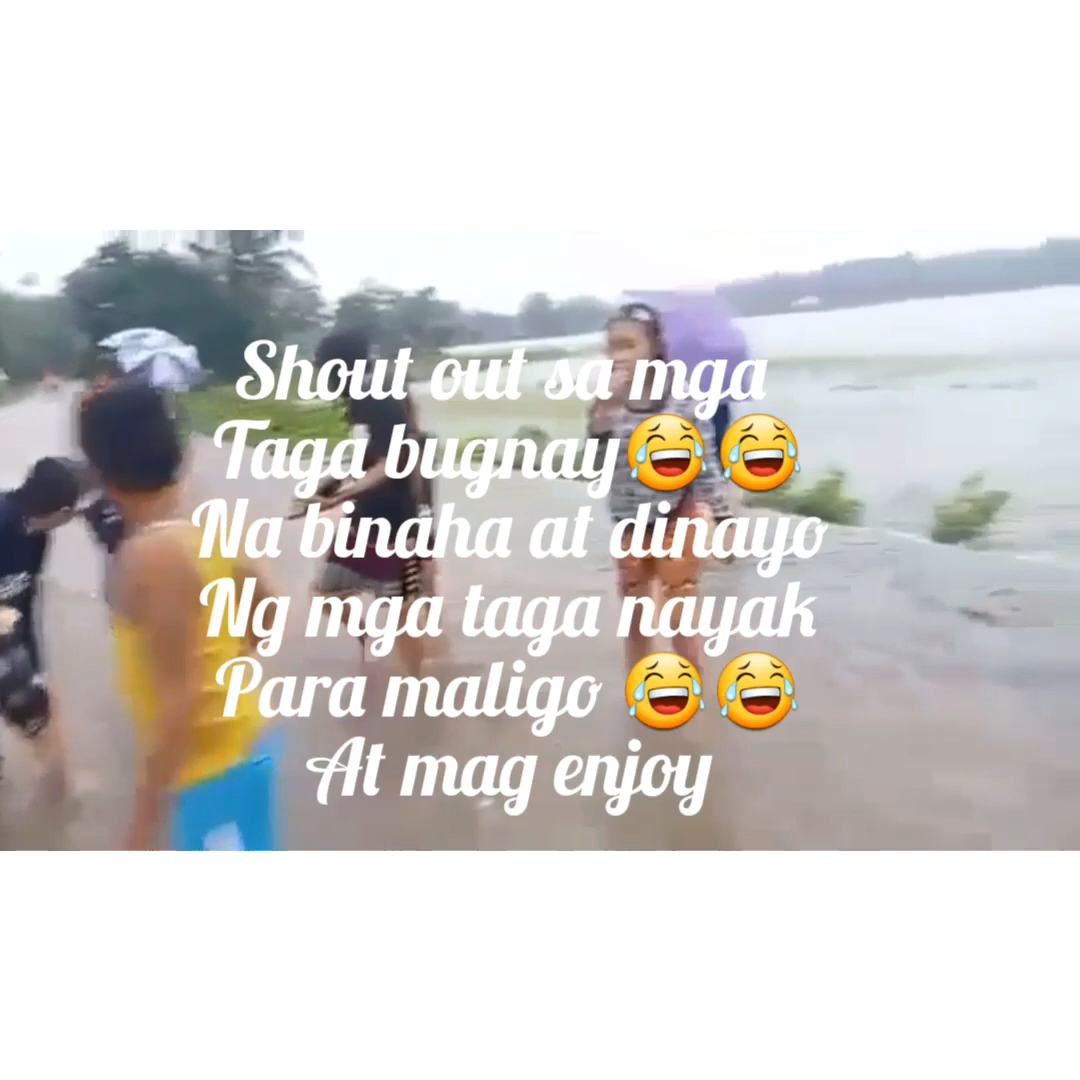 Shout out sa mga
Taga bugnay😂😂
Na binaha at dinayo
Ng mga taga nayak
Para maligo 😂😂
At mag enjoy